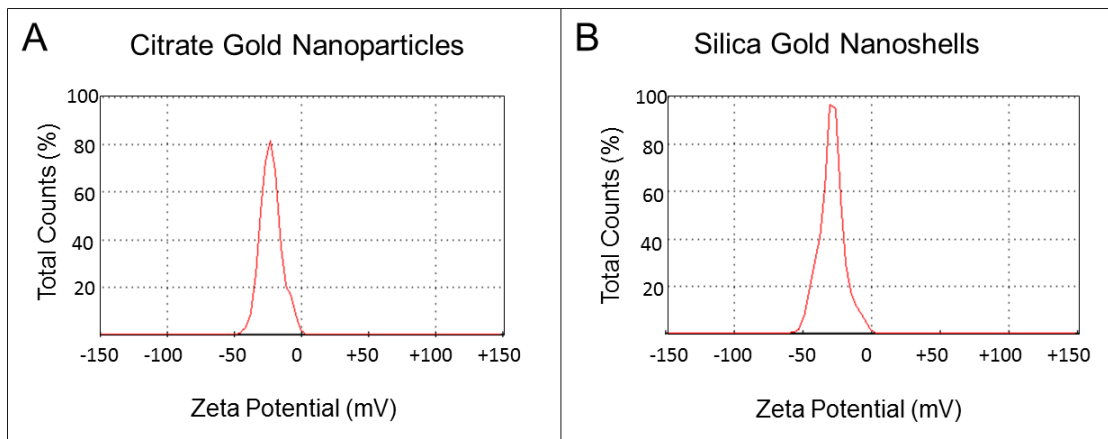 A
Citrate Gold Nanoparticles
Total Counts (%)
100
80
60
40
20
-150 -100 -50 0 +50 +100 +150
Zeta Potential (mV)
B
Silica Gold Nanoshells
Total Counts (%)
100
80
60
40
20
-150 -100 -50 0 +50 +100 +150
Zeta Potential (mV)